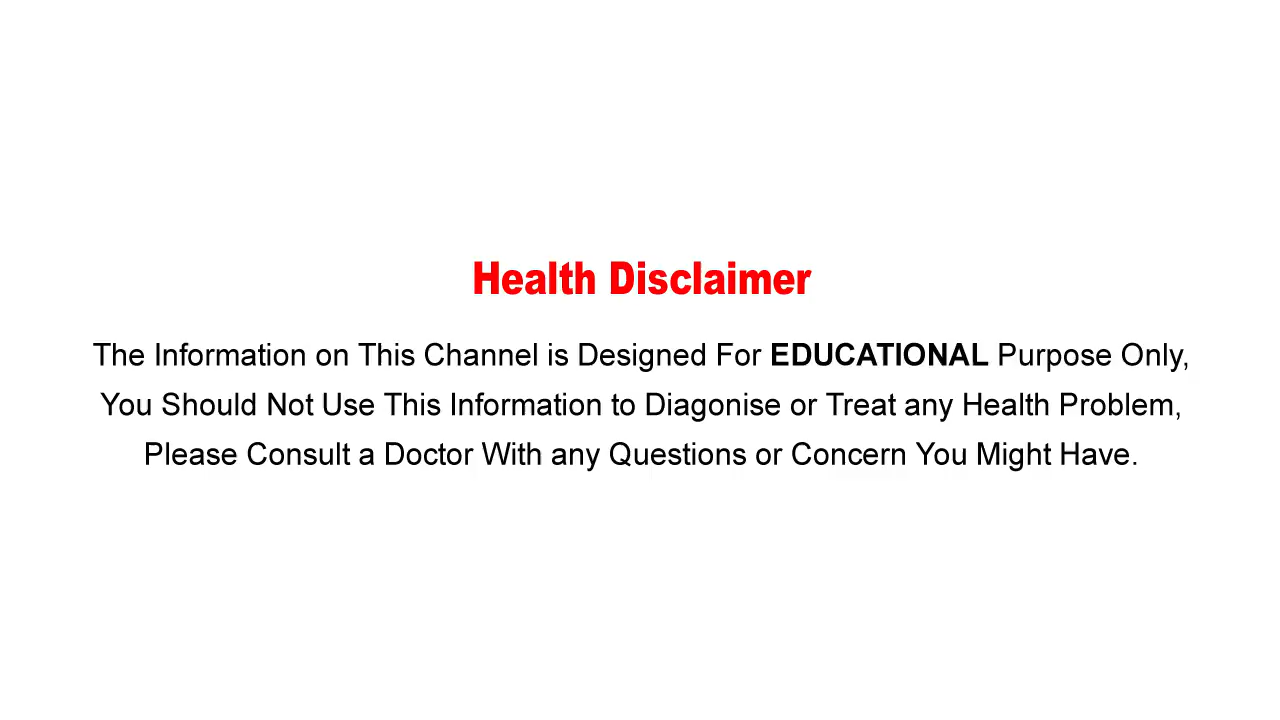 Health Disclaimer
The Information on This Channel is Designed For EDUCATIONAL Purpose Only,
You Should Not Use This Information to Diagonise or Treat any Health Problem,
Please Consult a Doctor With any Questions or Concern You Might Have.